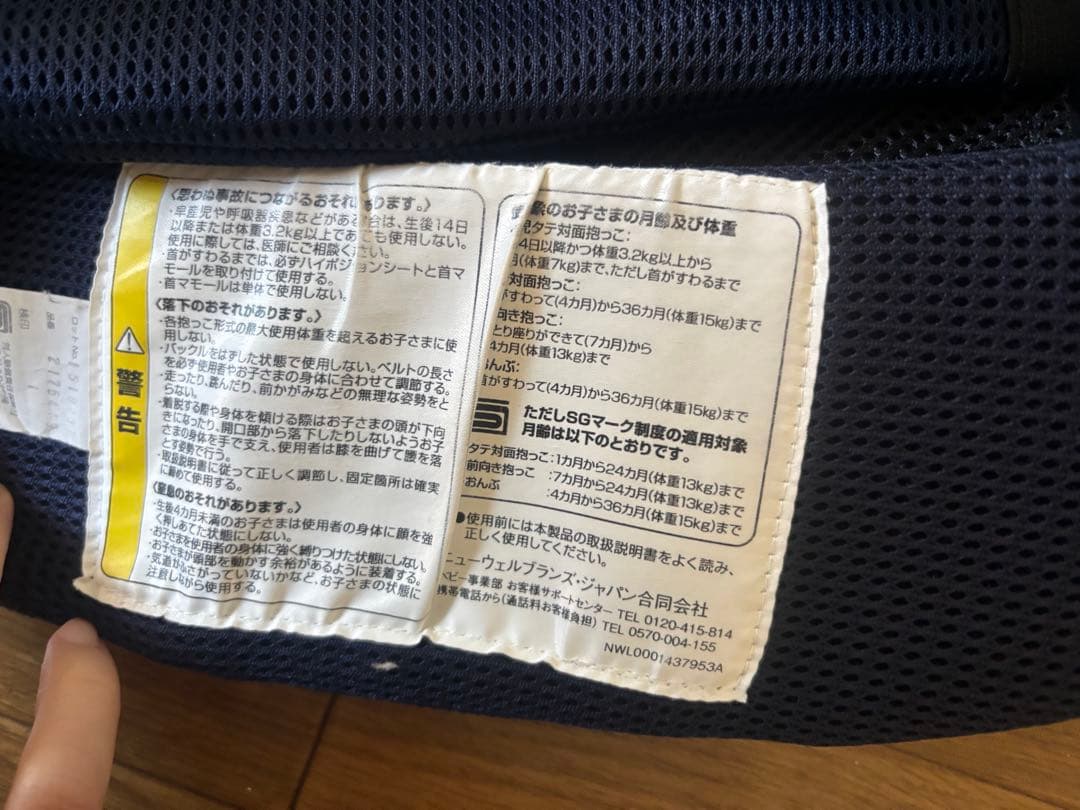 警告
〈思わぬ事故につながるおそれがあります。〉
・早産児や呼吸器疾患などがある場合は、生後14日
以降または体重3.2kg以上であっても使用しない。
使用に際しては、医師にご相談ください。
・首がすわるまでは、必ずハイポジションシートと首マ
モールを取り付けて使用する。
・首マモールは単体で使用しない。
〈落下のおそれがあります。〉
・各抱っこ形式の最大使用体重を超えるお子さまに使
用しない。
・バックルをはずした状態で使用しない。ベルトの長さ
を必ず使用者やお子さまの身体に合わせて調節する。
・走ったり、跳んだり、前かがみなどの無理な姿勢をと
らない。
・着脱する際や身体を傾ける際はお子さまの頭が下向
きになったり、開口部から落下したりしないようお子
さまの身体を手で支え、使用者は膝を曲げて腰を落
とす姿勢で行う。
・取扱説明書に従って正しく調節し、固定箇所は確実
に締めて使用する。
〈窒息のおそれがあります。〉
・生後4カ月未満のお子さまは使用者の身体に顔を強
く押しあてた状態にしない。
・お子さまを使用者の身体に強く縛りつけた状態にしない。
・お子さまが頭部を動かす余裕があるように装着する。
・気道がふさがっていないかなど、お子さまの状態に
注意しながら使用する。
象のお子さまの月齢及び体重
児タテ対面抱っこ:
4日以降かつ体重3.2kg以上から
月(体重7kg)まで、ただし首がすわるまで
対面抱っこ:
がすわって(4カ月)から36カ月(体重15kg)まで
向き抱っこ:
とり座りができて(7カ月)から
4カ月(体重13kg)まで
おんぶ:
首がすわって(4カ月)から36カ月(体重15kg)まで
ただしSGマーク制度の適用対象
月齢は以下のとおりです。
タテ対面抱っこ:1カ月から24カ月(体重13kg)まで
前向き抱っこ :7カ月から24カ月(体重13kg)まで
おんぶ :4カ月から36カ月(体重15kg)まで
●使用前には本製品の取扱説明書をよく読み、
正しく使用してください。
ニューウェルブランズ・ジャパン合同会社
ベビー事業部 お客様サポートセンター TEL 0120-415-814
携帯電話から(通話料お客様負担) TEL 0570-004-155
NWL0001437953A
ロットNo.
品番
検印